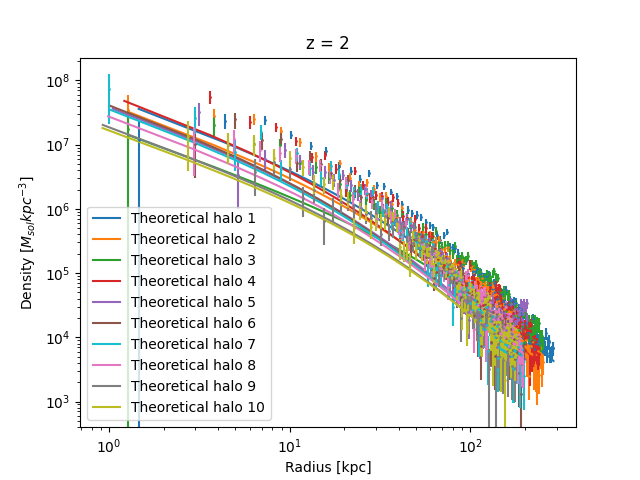 z = 2
Density [M_{sol}/kpc^{-3}]
10^8
10^7
10^6
10^5
10^4
10^3
Theoretical halo 1
Theoretical halo 2
Theoretical halo 3
Theoretical halo 4
Theoretical halo 5
Theoretical halo 6
Theoretical halo 7
Theoretical halo 8
Theoretical halo 9
Theoretical halo 10
10^0 10^1 10^2
Radius [kpc]